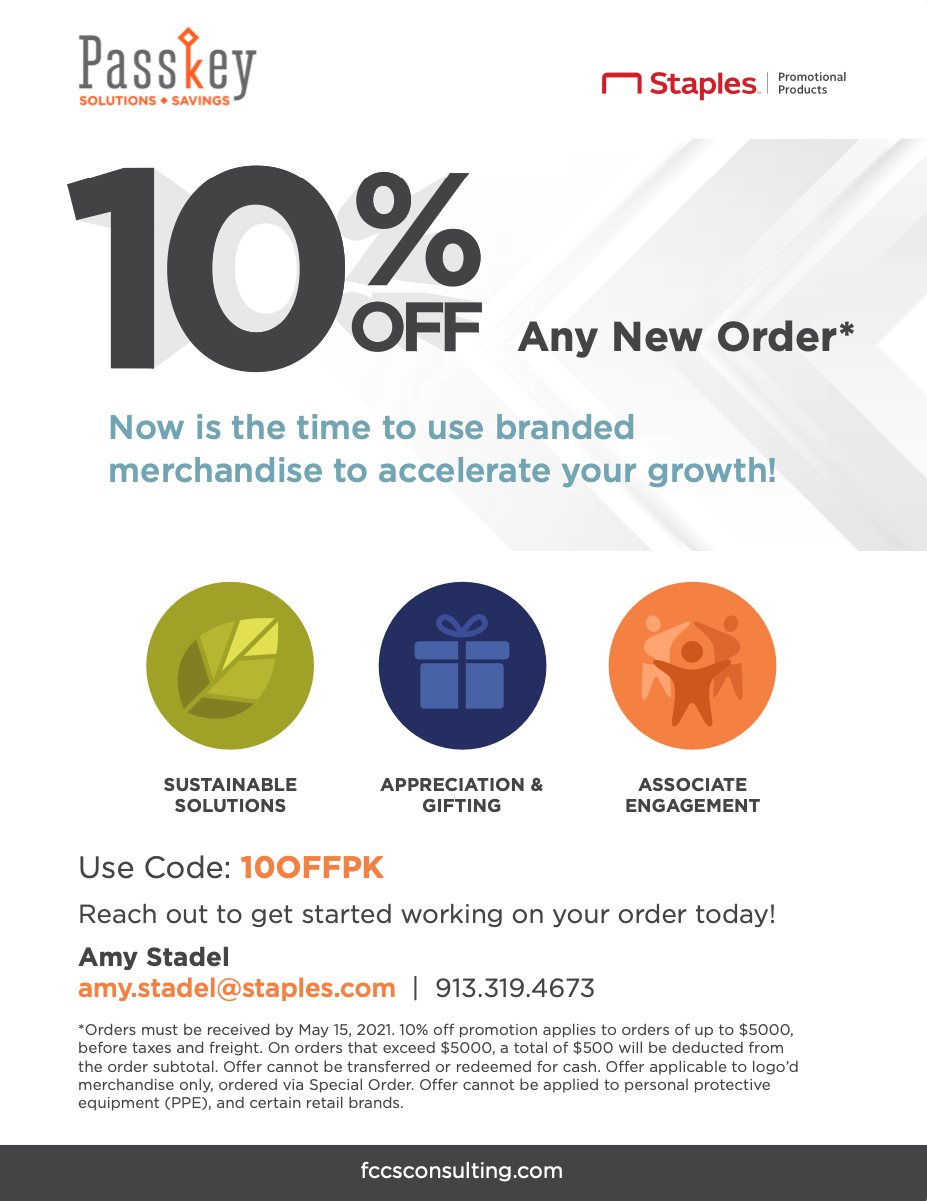 Passkey
SOLUTIONS ♦ SAVINGS
Staples™ | Promotional
Products
10% OFF Any New Order*
Now is the time to use branded
merchandise to accelerate your growth!
SUSTAINABLE
SOLUTIONS
APPRECIATION &
GIFTING
ASSOCIATE
ENGAGEMENT
Use Code: 10OFFPK
Reach out to get started working on your order today!
Amy Stadel
amy.stadel@staples.com | 913.319.4673
*Orders must be received by May 15, 2021. 10% off promotion applies to orders of up to $5000,
before taxes and freight. On orders that exceed $5000, a total of $500 will be deducted from
the order subtotal. Offer cannot be transferred or redeemed for cash. Offer applicable to logo’d
merchandise only, ordered via Special Order. Offer cannot be applied to personal protective
equipment (PPE), and certain retail brands.
fccsconsulting.com